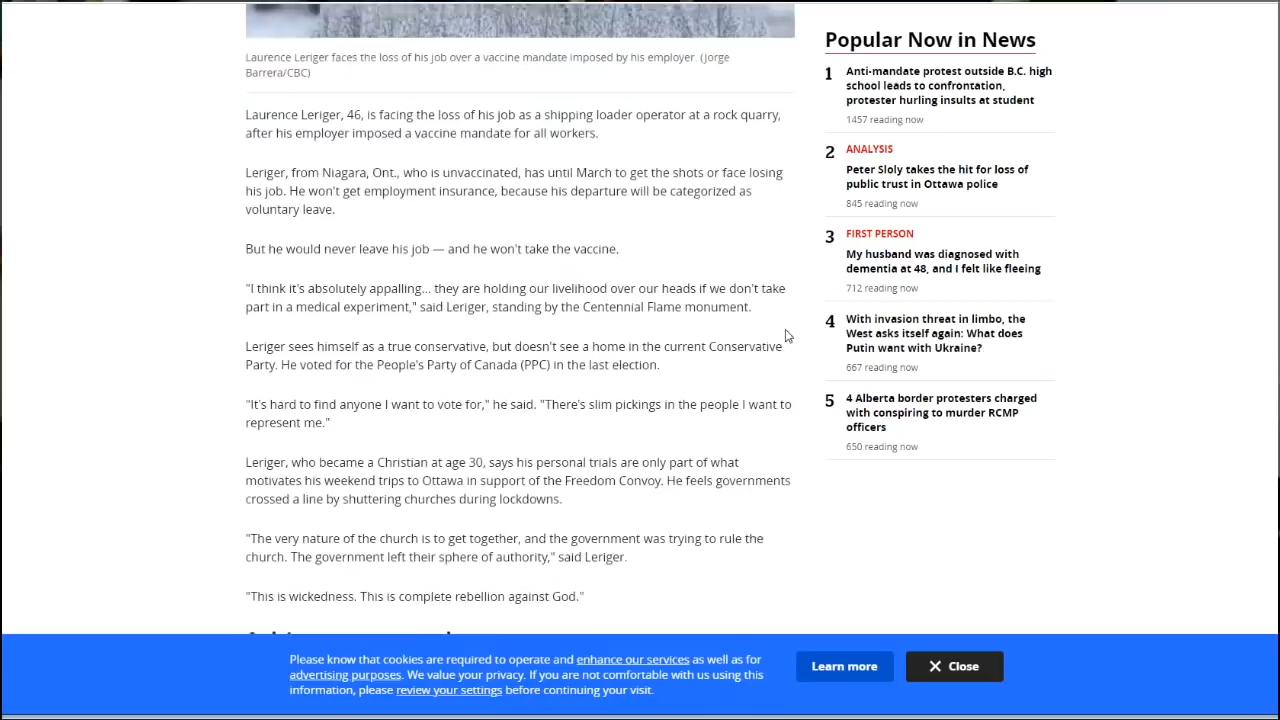 Laurence Leriger faces the loss of his job over a vaccine mandate imposed by his employer. (Jorge
Barrera/CBC)
Laurence Leriger, 46, is facing the loss of his job as a shipping loader operator at a rock quarry,
after his employer imposed a vaccine mandate for all workers.
Leriger, from Niagara, Ont., who is unvaccinated, has until March to get the shots or face losing
his job. He won't get employment insurance, because his departure will be categorized as
voluntary leave.
But he would never leave his job — and he won't take the vaccine.
"I think it's absolutely appalling... they are holding our livelihood over our heads if we don't take
part in a medical experiment," said Leriger, standing by the Centennial Flame monument.
Leriger sees himself as a true conservative, but doesn't see a home in the current Conservative
Party. He voted for the People's Party of Canada (PPC) in the last election.
"It's hard to find anyone I want to vote for," he said. "There's slim pickings in the people I want to
represent me."
Leriger, who became a Christian at age 30, says his personal trials are only part of what
motivates his weekend trips to Ottawa in support of the Freedom Convoy. He feels governments
crossed a line by shuttering churches during lockdowns.
"The very nature of the church is to get together, and the government was trying to rule the
church. The government left their sphere of authority," said Leriger.
"This is wickedness. This is complete rebellion against God."
Popular Now in News
1
Anti-mandate protest outside B.C. high
school leads to confrontation,
protester hurling insults at student
1457 reading now
2
ANALYSIS
Peter Sloly takes the hit for loss of
public trust in Ottawa police
845 reading now
3
FIRST PERSON
My husband was diagnosed with
dementia at 48, and I felt like fleeing
712 reading now
4
With invasion threat in limbo, the
West asks itself again: What does
Putin want with Ukraine?
667 reading now
5
4 Alberta border protesters charged
with conspiring to murder RCMP
officers
650 reading now
Please know that cookies are required to operate and enhance our services as well as for
advertising purposes. We value your privacy. If you are not comfortable with us using this
information, please review your settings before continuing your visit.
Learn more
Close